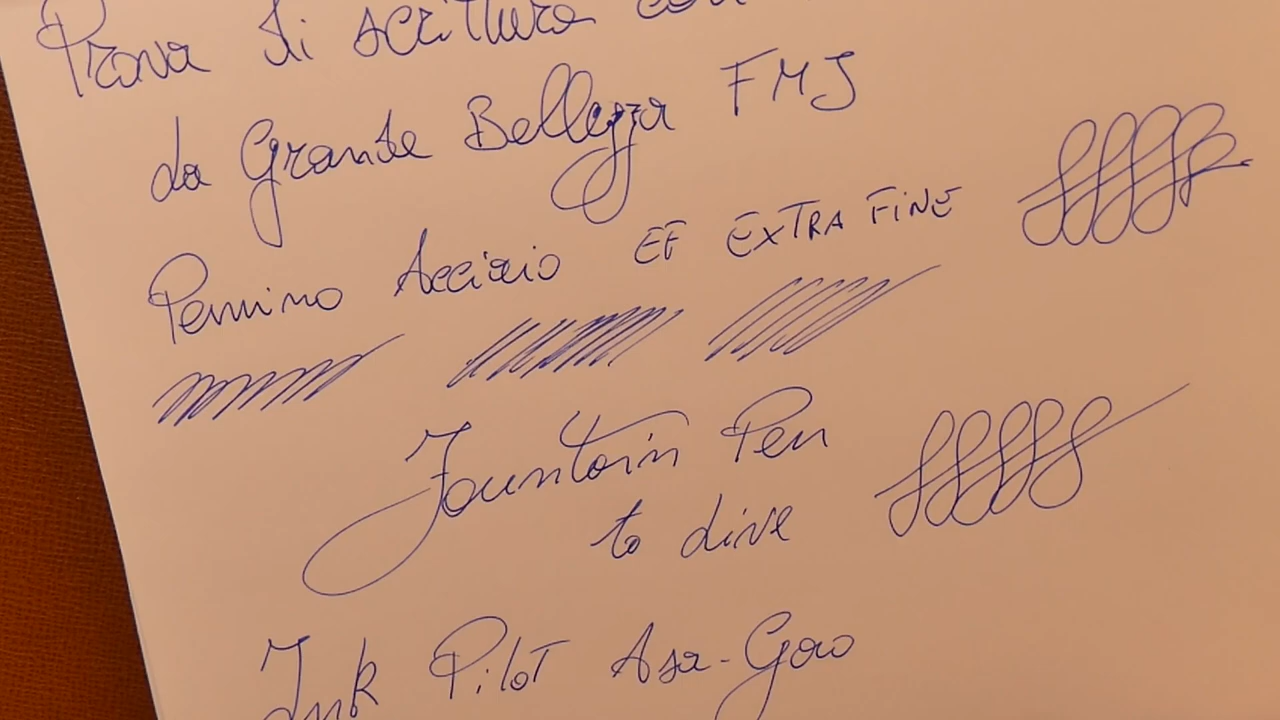 Prova di scrittura con
da Grande Bellezza FMJ
Pennino Acciaio EF EXTRA FINE
Fountain Pen
to dive
Ink Pilot Asa-Gao